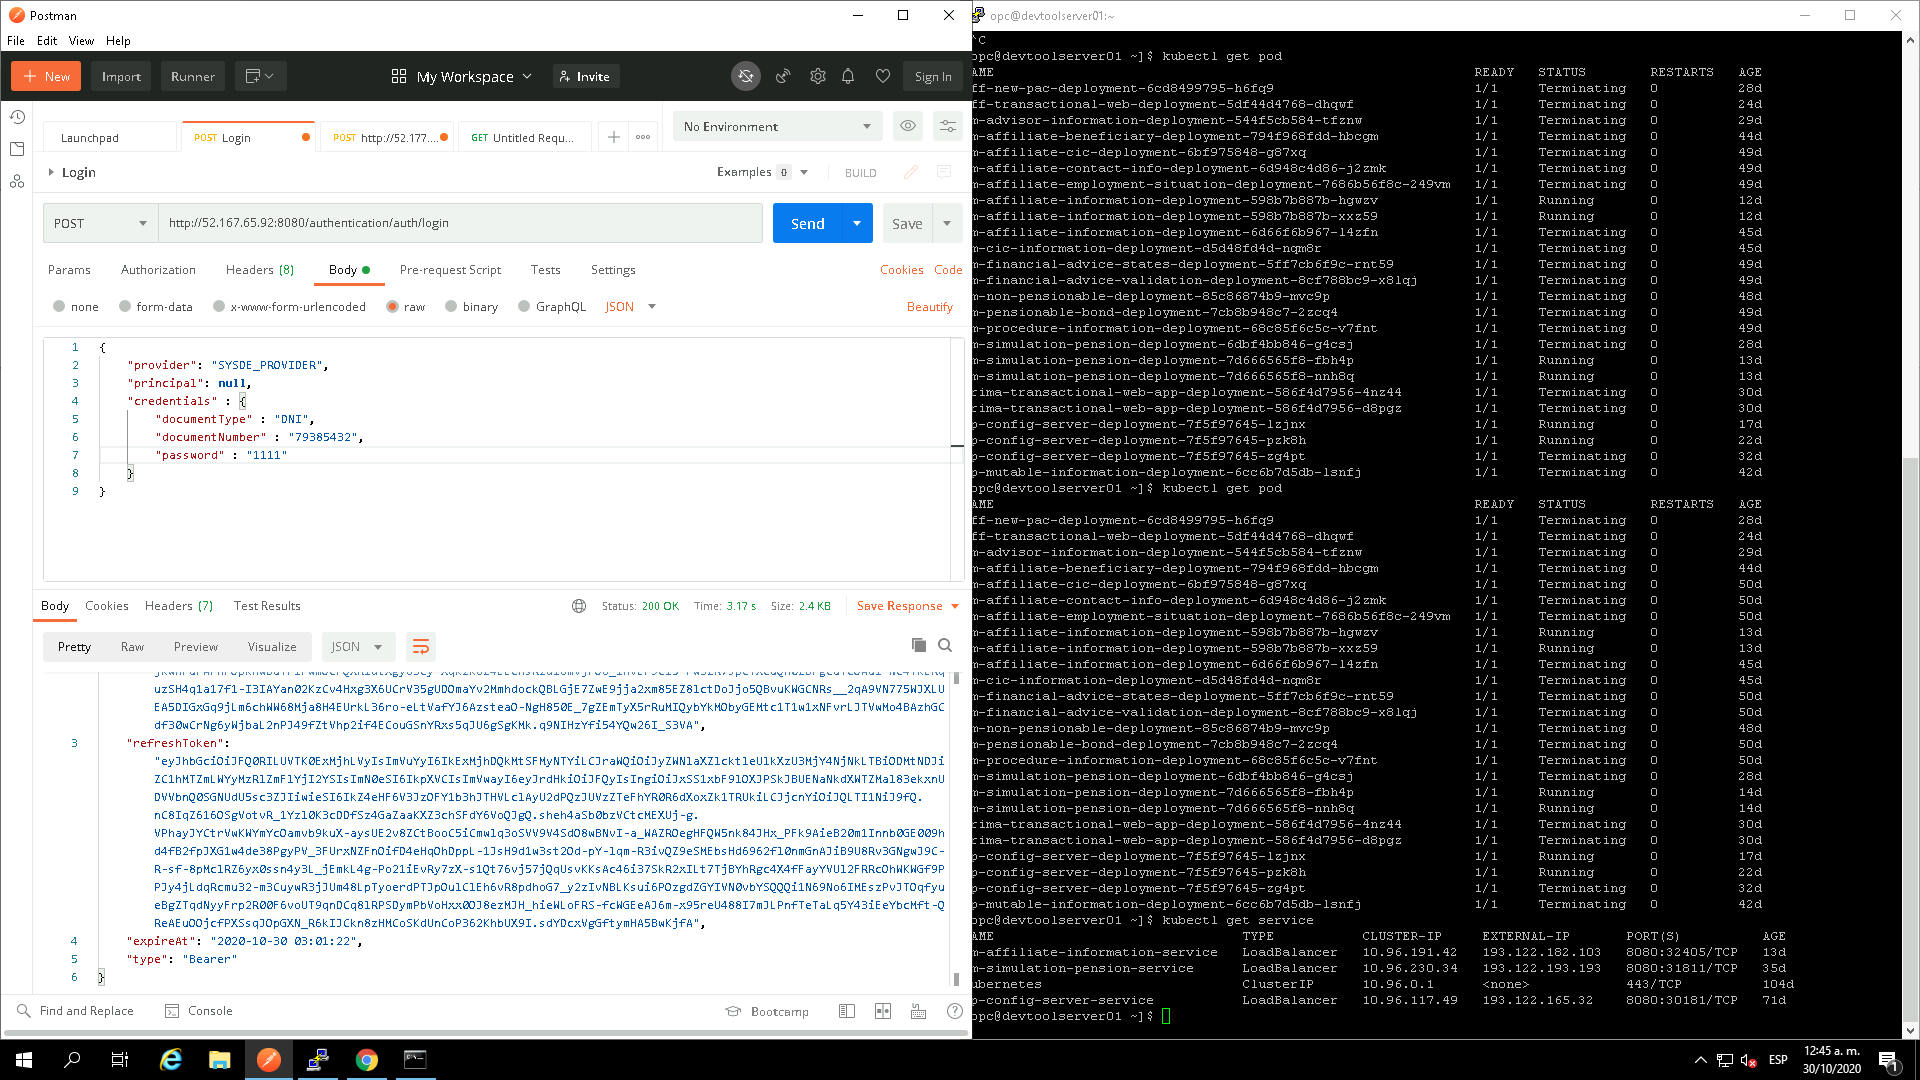 Postman
File Edit View Help
New Import Runner My Workspace Invite Sign In
Launchpad POST Login POST http://52.177.... GET Untitled Requ...
No Environment
Login
Examples 0 BUILD
POST http://52.167.65.92:8080/authentication/auth/login Send Save
Params Authorization Headers (8) Body Pre-request Script Tests Settings Cookies Code
none form-data x-www-form-urlencoded raw binary GraphQL JSON Beautify
1 {
2 "provider": "SYSDE_PROVIDER",
3 "principal": null,
4 "credentials" : {
5 "documentType" : "DNI",
6 "documentNumber" : "79385432",
7 "password" : "1111"
8 }
9 }
Body Cookies Headers (7) Test Results Status: 200 OK Time: 3.17 s Size: 2.4 KB Save Response
Pretty Raw Preview Visualize JSON
3 "refreshToken":
4 "expireAt": "2020-10-30 03:01:22",
5 "type": "Bearer"
6 }
Find and Replace Console Bootcamp
opc@devtoolserver01:~
^C
opc@devtoolserver01 ~]$ kubectl get pod
AME READY STATUS RESTARTS AGE
ff-new-pac-deployment-6cd8499795-h6fq9 1/1 Terminating 0 28d
ff-transactional-web-deployment-5df44d4768-dhqwf 1/1 Terminating 0 24d
m-advisor-information-deployment-544f5cb584-tfznw 1/1 Terminating 0 29d
m-affiliate-beneficiary-deployment-794f968fdd-hbcgm 1/1 Terminating 0 44d
m-affiliate-cic-deployment-6bf975848-g87xq 1/1 Terminating 0 49d
m-affiliate-contact-info-deployment-6d948c4d86-j2zmk 1/1 Terminating 0 49d
m-affiliate-employment-situation-deployment-7686b56f8c-249vm 1/1 Terminating 0 49d
m-affiliate-information-deployment-598b7b887b-hgwzv 1/1 Running 0 12d
m-affiliate-information-deployment-598b7b887b-xxz59 1/1 Running 0 12d
m-affiliate-information-deployment-6d66f6b967-l4zfn 1/1 Terminating 0 45d
m-cic-information-deployment-d5d48fd4d-nqm8r 1/1 Terminating 0 45d
m-financial-advice-states-deployment-5ff7cb6f9c-rnt59 1/1 Terminating 0 49d
m-financial-advice-validation-deployment-8cf788bc9-x8lqj 1/1 Terminating 0 49d
m-non-pensionable-deployment-85c86874b9-mvc9p 1/1 Terminating 0 48d
m-pensionable-bond-deployment-7cb8b948c7-2zcq4 1/1 Terminating 0 49d
m-procedure-information-deployment-68c85f6c5c-v7fnt 1/1 Terminating 0 49d
m-simulation-pension-deployment-6dbf4bb846-g4csj 1/1 Terminating 0 28d
m-simulation-pension-deployment-7d666565f8-fbh4p 1/1 Running 0 13d
m-simulation-pension-deployment-7d666565f8-nnh8q 1/1 Running 0 13d
rima-transactional-web-app-deployment-586f4d7956-4nz44 1/1 Terminating 0 30d
rima-transactional-web-app-deployment-586f4d7956-d8pgz 1/1 Terminating 0 30d
p-config-server-deployment-7f5f97645-lzjnx 1/1 Running 0 17d
p-config-server-deployment-7f5f97645-pzk8h 1/1 Running 0 22d
p-config-server-deployment-7f5f97645-zg4pt 1/1 Terminating 0 32d
p-mutable-information-deployment-6cc6b7d5db-lsnfj 1/1 Terminating 0 42d
opc@devtoolserver01 ~]$ kubectl get pod
AME READY STATUS RESTARTS AGE
ff-new-pac-deployment-6cd8499795-h6fq9 1/1 Terminating 0 28d
ff-transactional-web-deployment-5df44d4768-dhqwf 1/1 Terminating 0 24d
m-advisor-information-deployment-544f5cb584-tfznw 1/1 Terminating 0 29d
m-affiliate-beneficiary-deployment-794f968fdd-hbcgm 1/1 Terminating 0 44d
m-affiliate-cic-deployment-6bf975848-g87xq 1/1 Terminating 0 50d
m-affiliate-contact-info-deployment-6d948c4d86-j2zmk 1/1 Terminating 0 50d
m-affiliate-employment-situation-deployment-7686b56f8c-249vm 1/1 Terminating 0 50d
m-affiliate-information-deployment-598b7b887b-hgwzv 1/1 Running 0 13d
m-affiliate-information-deployment-598b7b887b-xxz59 1/1 Running 0 13d
m-affiliate-information-deployment-6d66f6b967-l4zfn 1/1 Terminating 0 45d
m-cic-information-deployment-d5d48fd4d-nqm8r 1/1 Terminating 0 45d
m-financial-advice-states-deployment-5ff7cb6f9c-rnt59 1/1 Terminating 0 50d
m-financial-advice-validation-deployment-8cf788bc9-x8lqj 1/1 Terminating 0 50d
m-non-pensionable-deployment-85c86874b9-mvc9p 1/1 Terminating 0 48d
m-pensionable-bond-deployment-7cb8b948c7-2zcq4 1/1 Terminating 0 50d
m-procedure-information-deployment-68c85f6c5c-v7fnt 1/1 Terminating 0 50d
m-simulation-pension-deployment-6dbf4bb846-g4csj 1/1 Terminating 0 28d
m-simulation-pension-deployment-7d666565f8-fbh4p 1/1 Running 0 14d
m-simulation-pension-deployment-7d666565f8-nnh8q 1/1 Running 0 14d
rima-transactional-web-app-deployment-586f4d7956-4nz44 1/1 Terminating 0 30d
rima-transactional-web-app-deployment-586f4d7956-d8pgz 1/1 Terminating 0 30d
p-config-server-deployment-7f5f97645-lzjnx 1/1 Running 0 17d
p-config-server-deployment-7f5f97645-pzk8h 1/1 Running 0 22d
p-config-server-deployment-7f5f97645-zg4pt 1/1 Terminating 0 32d
p-mutable-information-deployment-6cc6b7d5db-lsnfj 1/1 Terminating 0 42d
opc@devtoolserver01 ~]$ kubectl get service
AME TYPE CLUSTER-IP EXTERNAL-IP PORT(S) AGE
m-affiliate-information-service LoadBalancer 10.96.191.42 193.122.182.103 8080:32405/TCP 13d
m-simulation-pension-service LoadBalancer 10.96.230.34 193.122.193.193 8080:31811/TCP 35d
ubernetes ClusterIP 10.96.0.1 <none> 443/TCP 104d
p-config-server-service LoadBalancer 10.96.117.49 193.122.165.32 8080:30181/TCP 71d
opc@devtoolserver01 ~]$
ESP 12:45 a. m.
30/10/2020 1